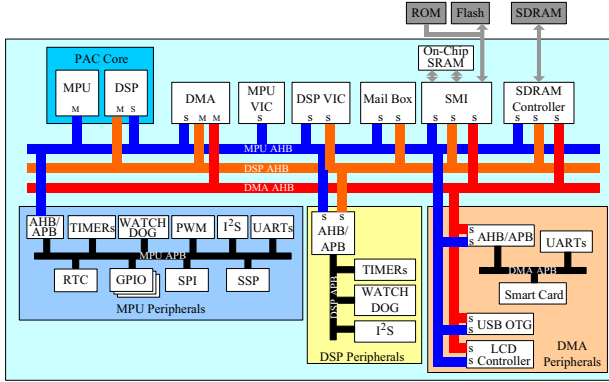 ROM
Flash
SDRAM
PAC Core
On-Chip
SRAM
MPU
M
DSP
M S
DMA
S M M
MPU
VIC
S
DSP VIC
S S
Mail Box
S S
SMI
S S S
SDRAM
Controller
S S S
MPU AHB
DSP AHB
DMA AHB
AHB/
APB
TIMERs
WATCH
DOG
PWM
I²S
UARTs
MPU APB
RTC
GPIO
SPI
SSP
MPU Peripherals
S S
AHB/
APB
DSP APB
TIMERs
WATCH
DOG
I²S
DSP Peripherals
S
S
AHB/APB
UARTs
DMA APB
Smart Card
S
S
USB OTG
S
S
LCD
Controller
DMA
Peripherals